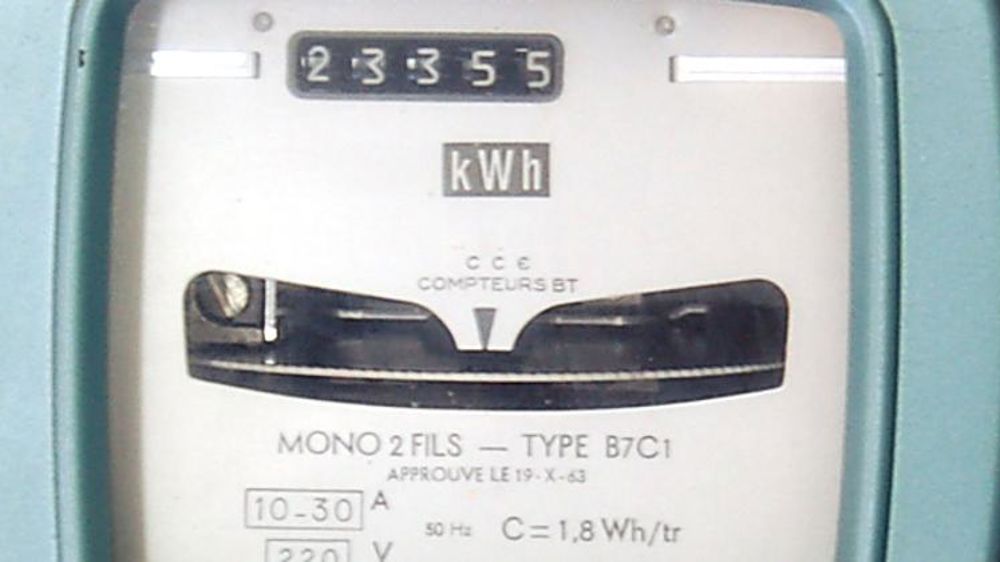 23355
kWh
C C E
COMPTEURS BT
MONO 2 FILS — TYPE B7C1
APPROUVE LE 19-X-63
10-30 A
50 Hz C = 1,8 Wh/tr
220 V